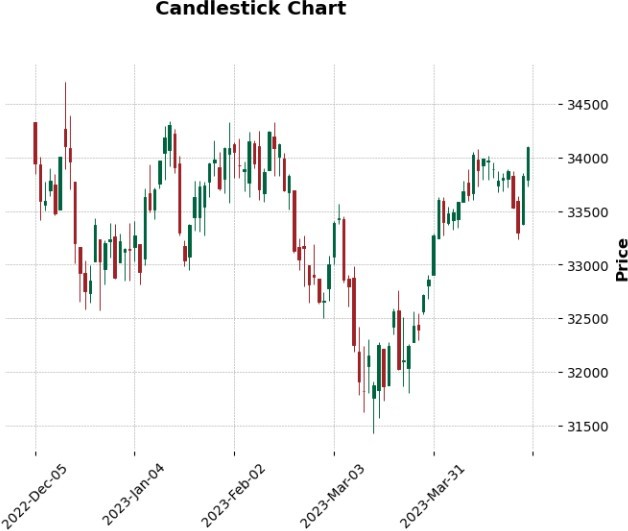 Candlestick Chart
34500
34000
33500
33000
32500
32000
31500
Price
2022-Dec-05
2023-Jan-04
2023-Feb-02
2023-Mar-03
2023-Mar-31